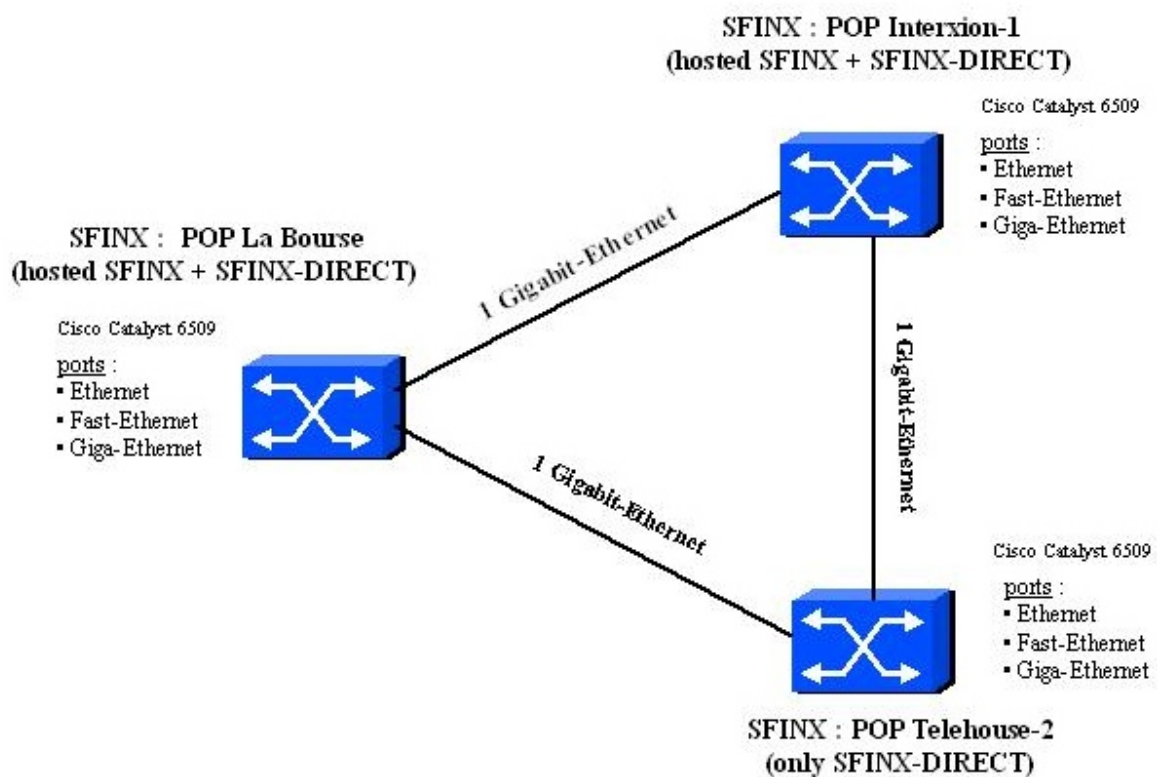 SFINX : POP Interxion-1
(hosted SFINX + SFINX-DIRECT)
Cisco Catalyst 6509
ports :
▪ Ethernet
▪ Fast-Ethernet
▪ Giga-Ethernet
SFINX : POP La Bourse
(hosted SFINX + SFINX-DIRECT)
Cisco Catalyst 6509
ports :
▪ Ethernet
▪ Fast-Ethernet
▪ Giga-Ethernet
1 Gigabit-Ethernet
1 Gigabit-Ethernet
1 Gigabit-Ethernet
Cisco Catalyst 6509
ports :
▪ Ethernet
▪ Fast-Ethernet
▪ Giga-Ethernet
SFINX : POP Telehouse-2
(only SFINX-DIRECT)